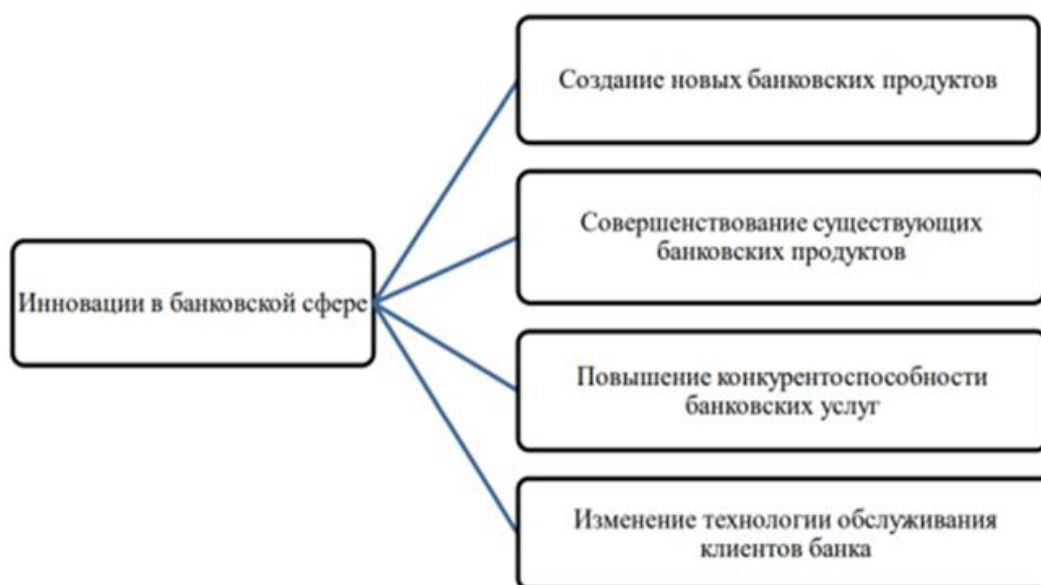 Создание новых банковских продуктов
Совершенствование существующих
банковских продуктов
Инновации в банковской сфере
Повышение конкурентоспособности
банковских услуг
Изменение технологии обслуживания
клиентов банка